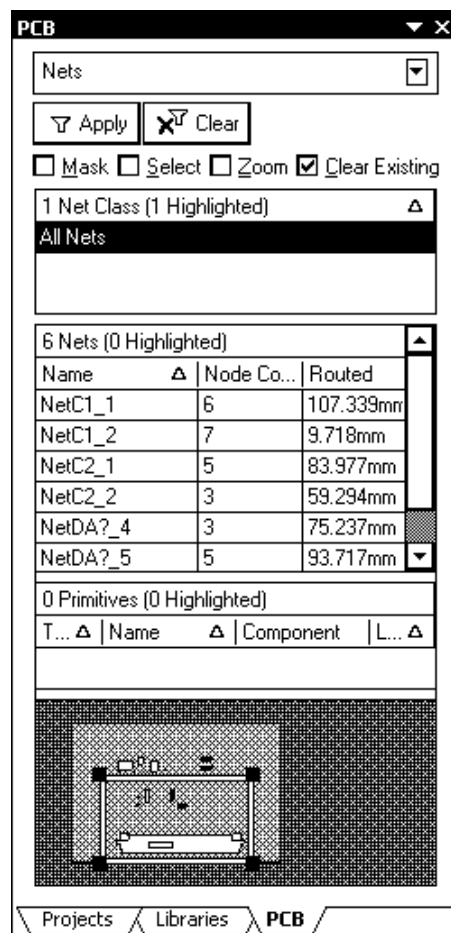 PCB
Nets
Apply Clear
Mask Select Zoom Clear Existing
1 Net Class (1 Highlighted)
All Nets
6 Nets (0 Highlighted)
Name Node Co... Routed
NetC1_1 6 107.339mm
NetC1_2 7 9.718mm
NetC2_1 5 83.977mm
NetC2_2 3 59.294mm
NetDA?_4 3 75.237mm
NetDA?_5 5 93.717mm
0 Primitives (0 Highlighted)
T... Name Component L...
Projects Libraries PCB